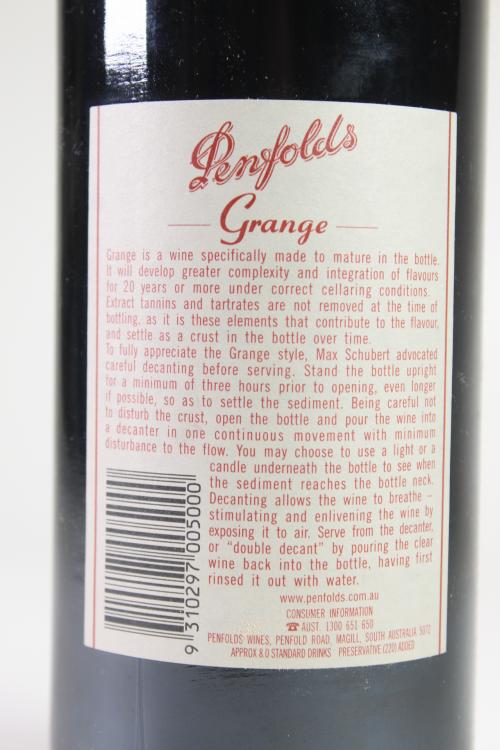 Penfolds
Grange
Grange is a wine specifically made to mature in the bottle.
It will develop greater complexity and integration of flavours
for 20 years or more under correct cellaring conditions.
Extract tannins and tartrates are not removed at the time of
bottling, as it is these elements that contribute to the flavour,
and settle as a crust in the bottle over time.
To fully appreciate the Grange style, Max Schubert advocated
careful decanting before serving. Stand the bottle upright
for a minimum of three hours prior to opening, even longer
if possible, so as to settle the sediment. Being careful not
to disturb the crust, open the bottle and pour the wine into
a decanter in one continuous movement with minimum
disturbance to the flow. You may choose to use a light or a
candle underneath the bottle to see when
the sediment reaches the bottle neck.
Decanting allows the wine to breathe –
stimulating and enlivening the wine by
exposing it to air. Serve from the decanter,
or “double decant” by pouring the clear
wine back into the bottle, having first
rinsed it out with water.
9 310297 005000
www.penfolds.com.au
CONSUMER INFORMATION
☎ AUST. 1300 651 650
PENFOLDS WINES, PENFOLD ROAD, MAGILL, SOUTH AUSTRALIA 5072
APPROX 8.0 STANDARD DRINKS PRESERVATIVE (220) ADDED